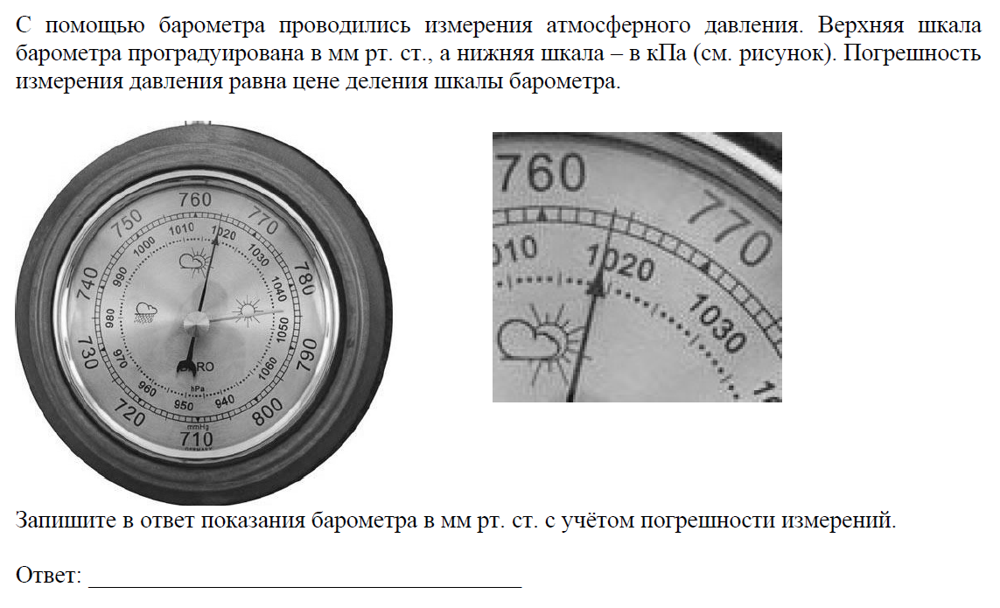 С помощью барометра проводились измерения атмосферного давления. Верхняя шкала
барометра проградуирована в мм рт. ст., а нижняя шкала – в кПа (см. рисунок). Погрешность
измерения давления равна цене деления шкалы барометра.
760
750 770
1010 1020
1000 1030
990
740 780
1040
980
1050
730 970 790
RO
960 1060
hPa
950 940
720 800
mmHg
710
760
770
010
1020
1030
Запишите в ответ показания барометра в мм рт. ст. с учётом погрешности измерений.
Ответ: